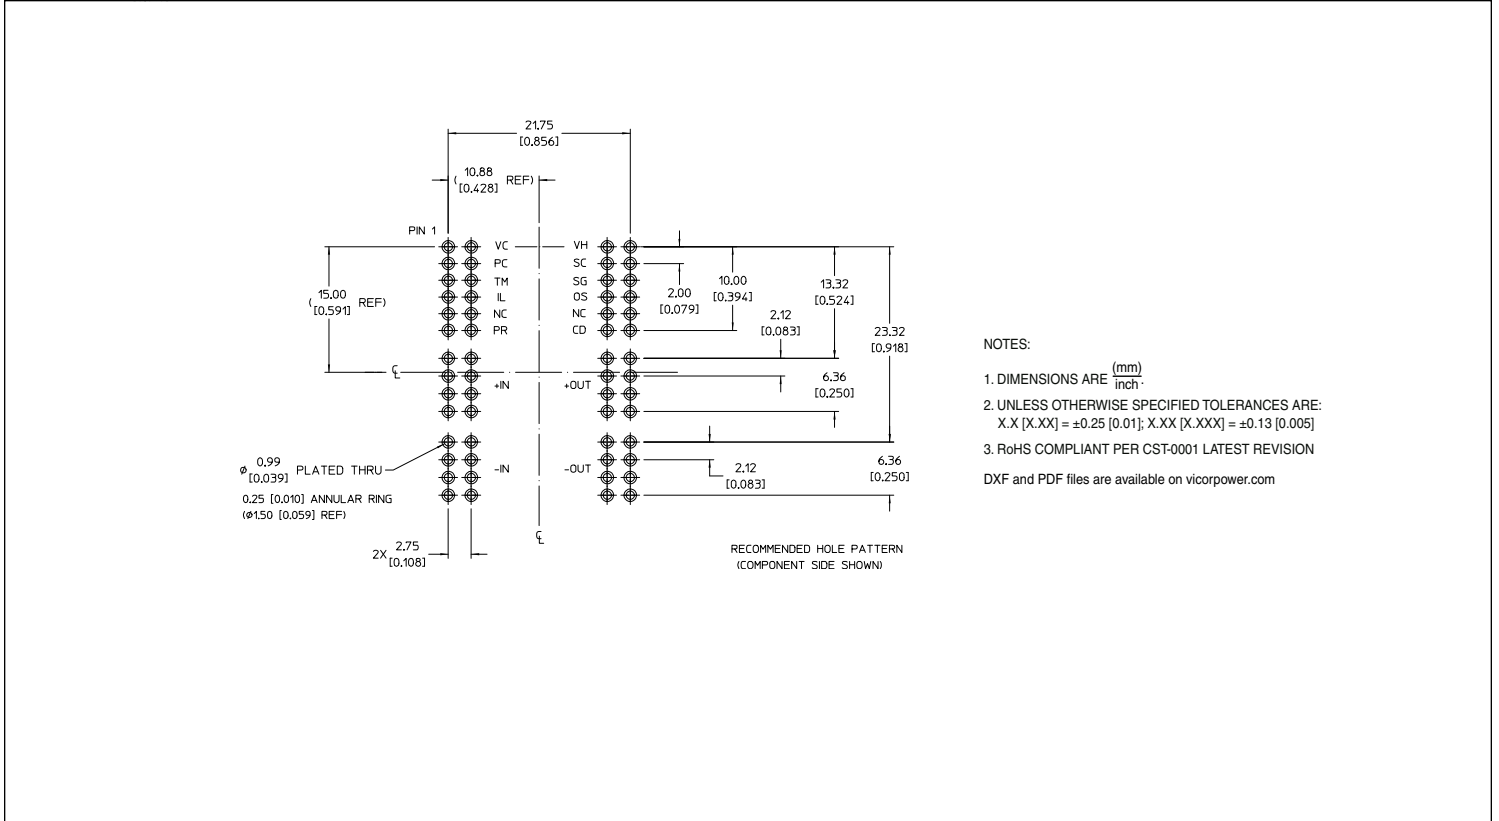 21.75
[0.856]
( 10.88 REF)
[0.428]
PIN 1
VC
VH
PC
SC
TM
SG
IL
OS
NC
NC
PR
CD
( 15.00 REF)
[0.591]
2.00
[0.079]
10.00
[0.394]
13.32
[0.524]
2.12
[0.083]
23.32
[0.918]
℄
+IN
+OUT
6.36
[0.250]
ø 0.99 PLATED THRU
[0.039]
0.25 [0.010] ANNULAR RING
(ø1.50 [0.059] REF)
-IN
-OUT
2.12
[0.083]
6.36
[0.250]
℄
2X 2.75
[0.108]
RECOMMENDED HOLE PATTERN
(COMPONENT SIDE SHOWN)
NOTES:
1. DIMENSIONS ARE (mm)
inch.
2. UNLESS OTHERWISE SPECIFIED TOLERANCES ARE:
X.X [X.XX] = ±0.25 [0.01]; X.XX [X.XXX] = ±0.13 [0.005]
3. RoHS COMPLIANT PER CST-0001 LATEST REVISION
DXF and PDF files are available on vicorpower.com